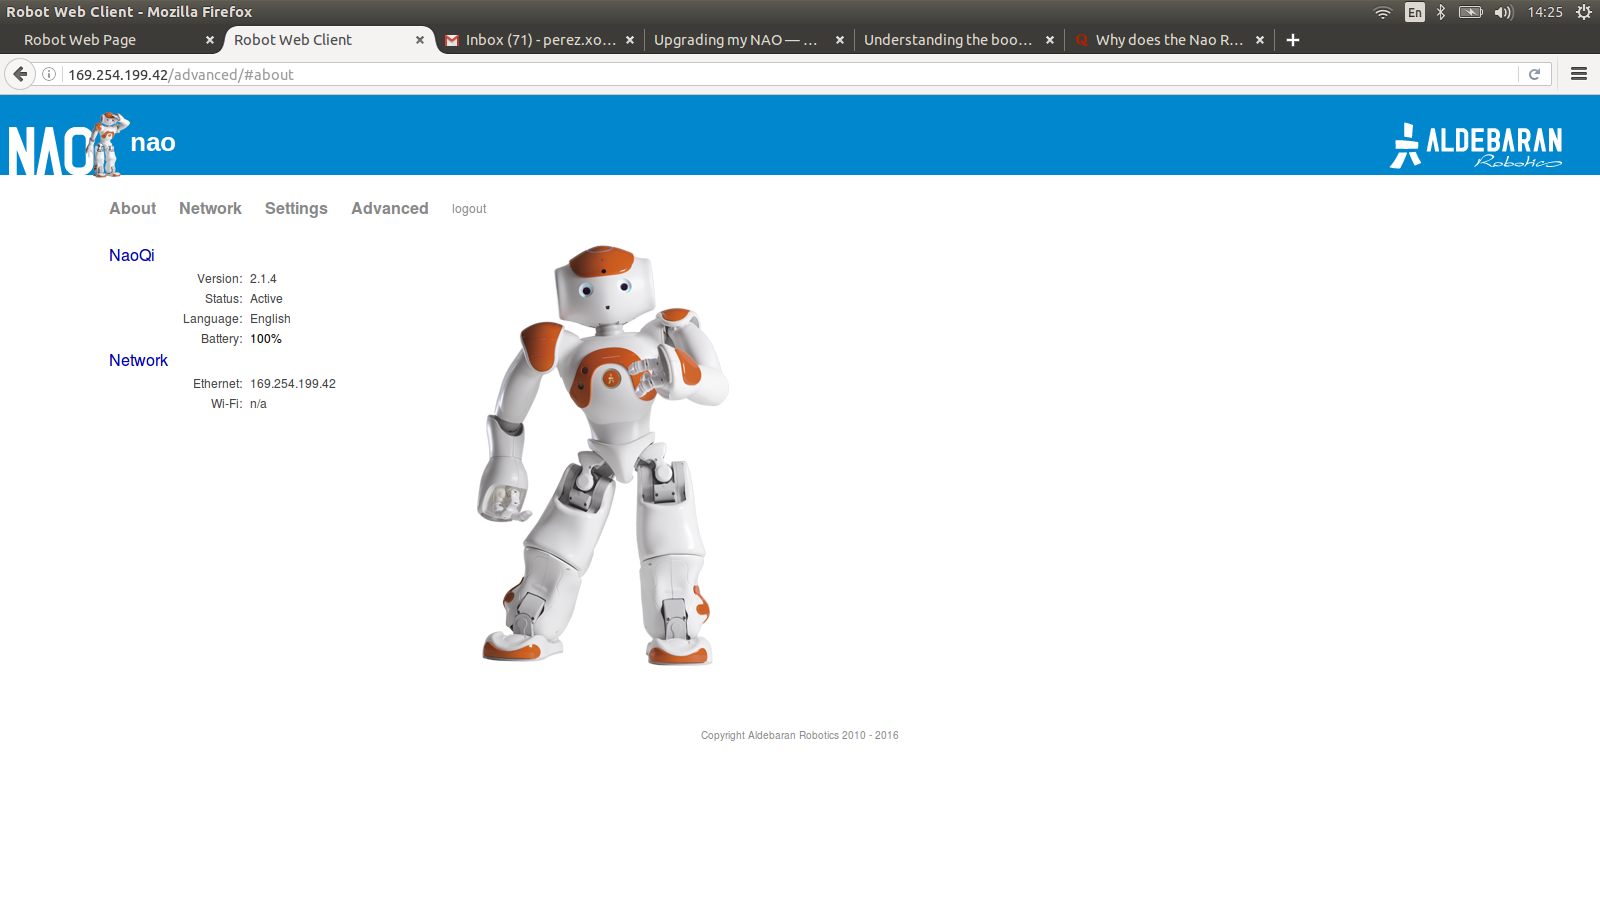 Robot Web Client - Mozilla Firefox
En
14:25
Robot Web Page
Robot Web Client
Inbox (71) - perez.xo...
Upgrading my NAO — ...
Understanding the boo...
Why does the Nao R...
169.254.199.42/advanced/#about
NAO
nao
ALDEBARAN
Robotics
About Network Settings Advanced logout
NaoQi
Version: 2.1.4
Status: Active
Language: English
Battery: 100%
Network
Ethernet: 169.254.199.42
Wi-Fi: n/a
Copyright Aldebaran Robotics 2010 - 2016